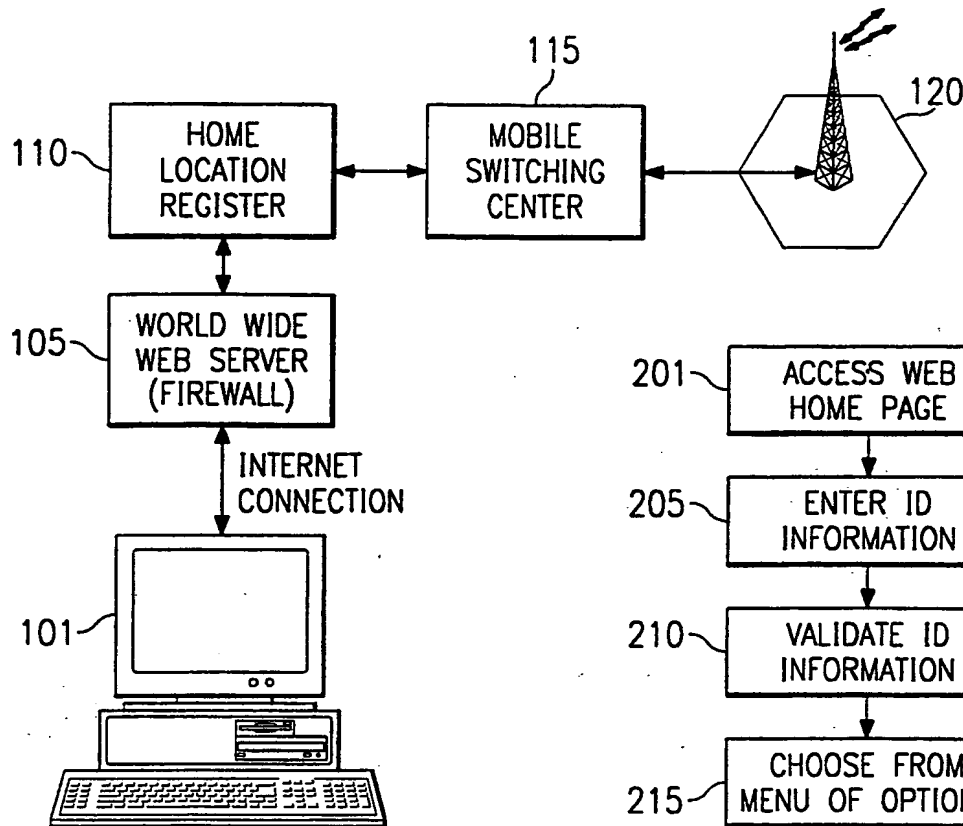 115
110
HOME
LOCATION
REGISTER
MOBILE
SWITCHING
CENTER
120
105
WORLD WIDE
WEB SERVER
(FIREWALL)
INTERNET
CONNECTION
101
201
ACCESS WEB
HOME PAGE
205
ENTER ID
INFORMATION
210
VALIDATE ID
INFORMATION
215
CHOOSE FROM
MENU OF OPTION